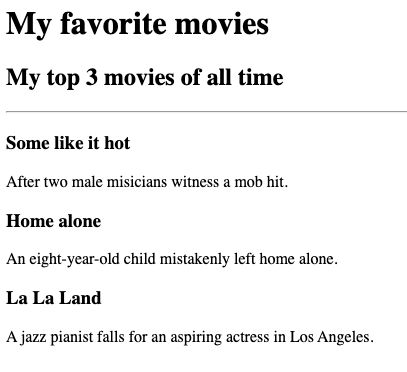 My favorite movies
My top 3 movies of all time
Some like it hot
After two male misicians witness a mob hit.
Home alone
An eight-year-old child mistakenly left home alone.
La La Land
A jazz pianist falls for an aspiring actress in Los Angeles.